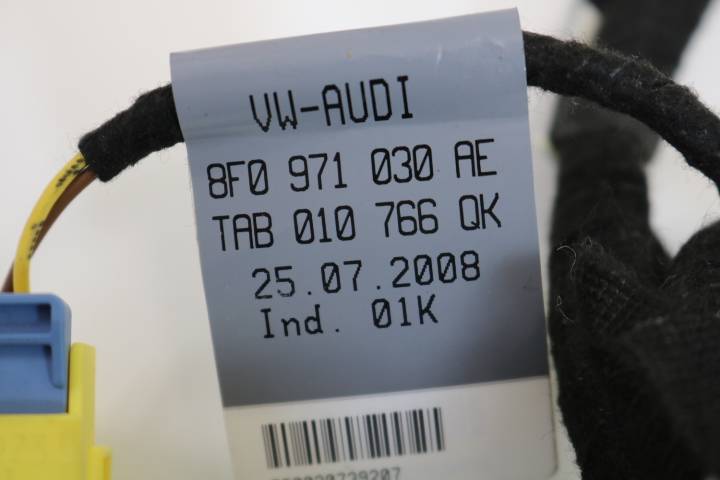 VW-AUDI
8F0 971 030 AE
TAB 010 766 QK
25.07.2008
Ind. 01K